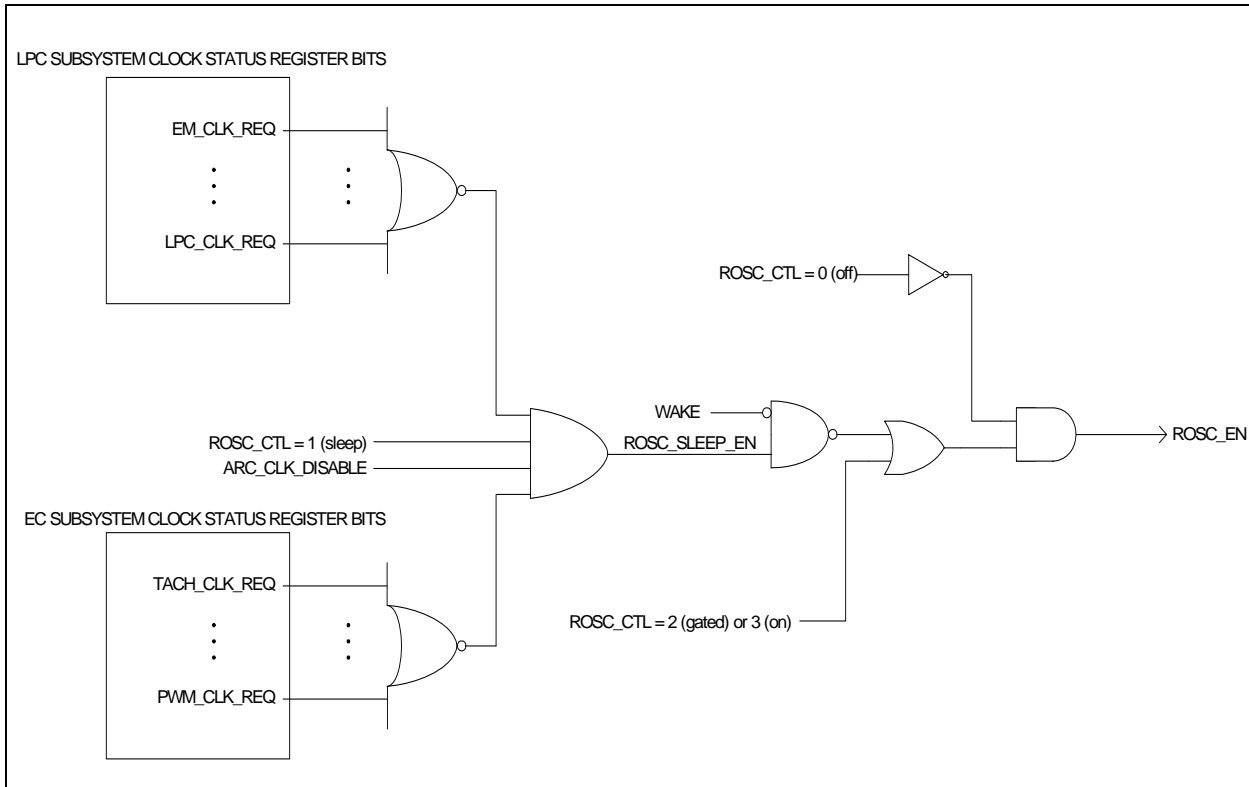 LPC SUBSYSTEM CLOCK STATUS REGISTER BITS
EM_CLK_REQ
LPC_CLK_REQ
ROSC_CTL = 0 (off)
WAKE
ROSC_EN
ROSC_CTL = 1 (sleep)
ROSC_SLEEP_EN
ARC_CLK_DISABLE
EC SUBSYSTEM CLOCK STATUS REGISTER BITS
TACH_CLK_REQ
ROSC_CTL = 2 (gated) or 3 (on)
PWM_CLK_REQ